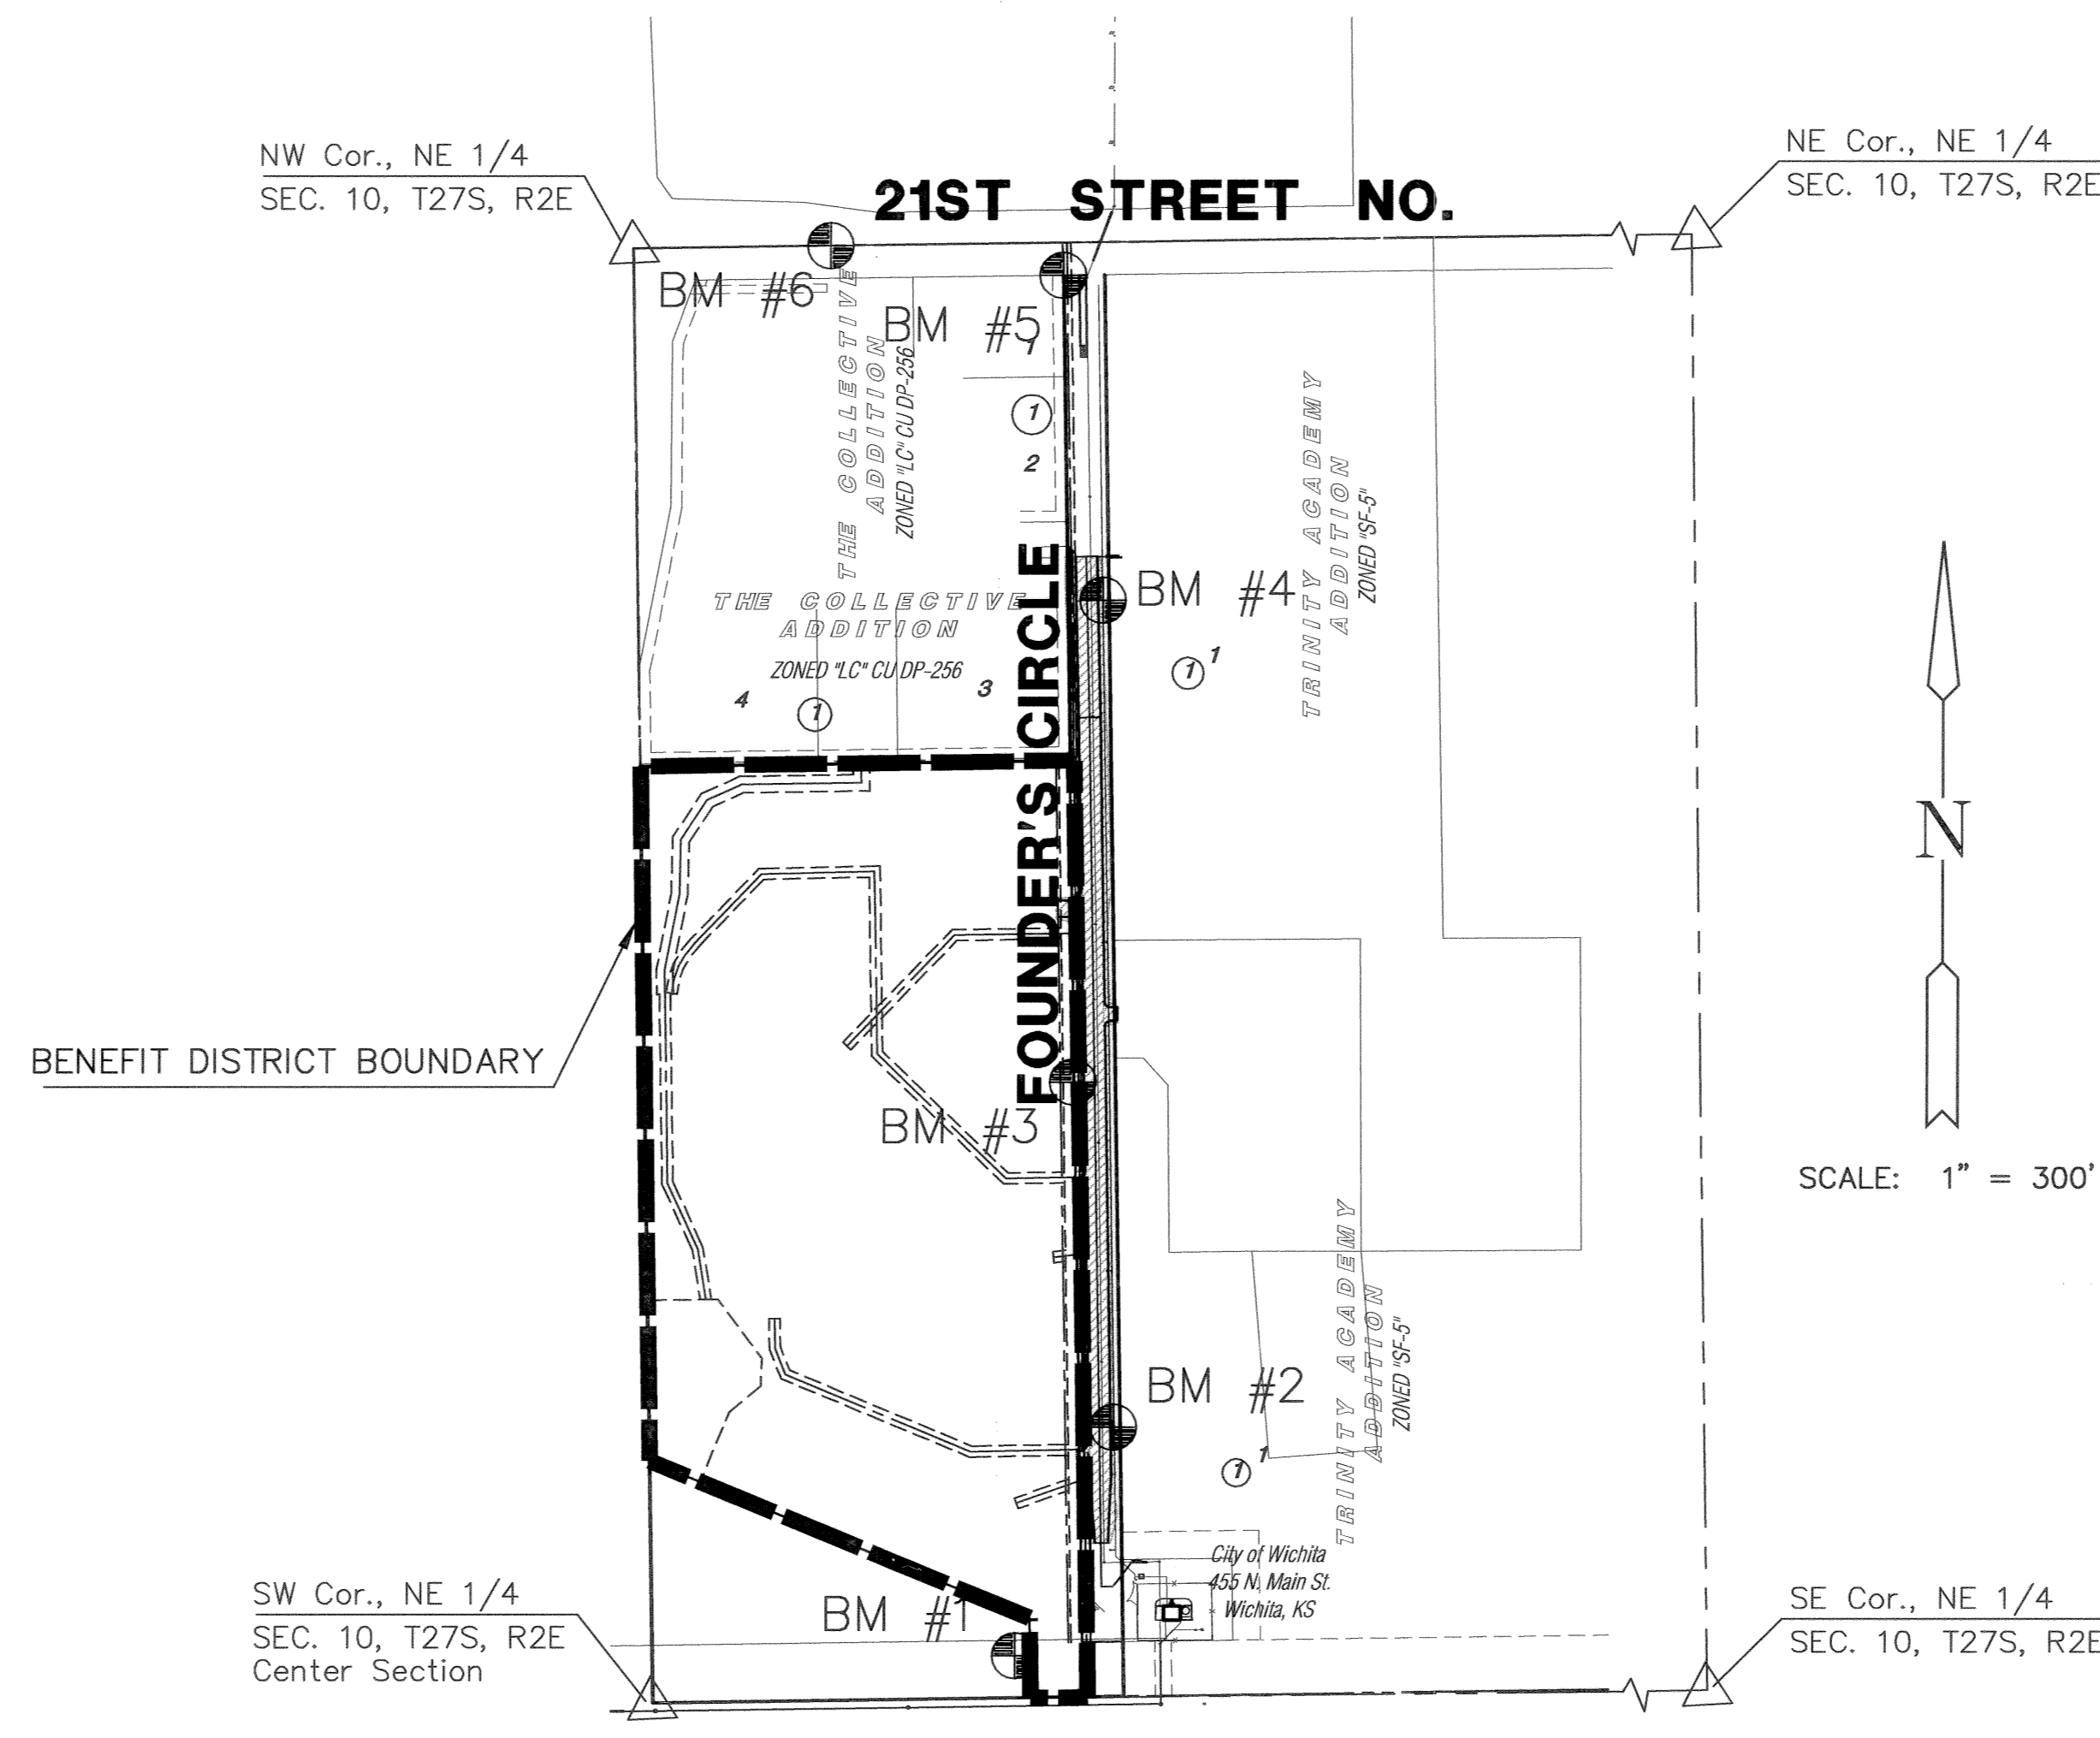 NW Cor., NE 1/4
SEC. 10, T27S, R2E
21ST STREET NO.
NE Cor., NE 1/4
SEC. 10, T27S, R2E
BM #6
BM #5
1
THE COLLECTIVE
ADDITION
ZONED "LC" CU DP-256
1
2
TRINITY ACADEMY
ADDITION
ZONED "SF-5"
FOUNDER'S CIRCLE
BM #4
THE COLLECTIVE
ADDITION
ZONED "LC" CU DP-256
4
1
3
1
1
N
SCALE: 1" = 300'
BENEFIT DISTRICT BOUNDARY
BM #3
BM #2
TRINITY ACADEMY
ADDITION
ZONED "SF-5"
1
1
City of Wichita
455 N. Main St.
Wichita, KS
BM #1
SW Cor., NE 1/4
SEC. 10, T27S, R2E
Center Section
SE Cor., NE 1/4
SEC. 10, T27S, R2E